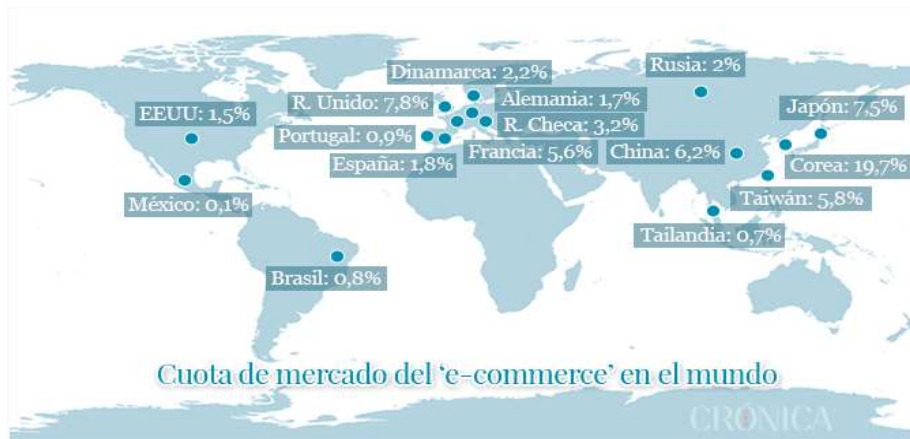 Dinamarca: 2,2%
Rusia: 2%
EEUU: 1,5%
R. Unido: 7,8%
Alemania: 1,7%
Japón: 7,5%
Portugal: 0,9%
R. Checa: 3,2%
España: 1,8%
Francia: 5,6%
China: 6,2%
Corea: 19,7%
México: 0,1%
Taiwán: 5,8%
Tailandia: 0,7%
Brasil: 0,8%
Cuota de mercado del ‘e-commerce’ en el mundo
CRÓNICA